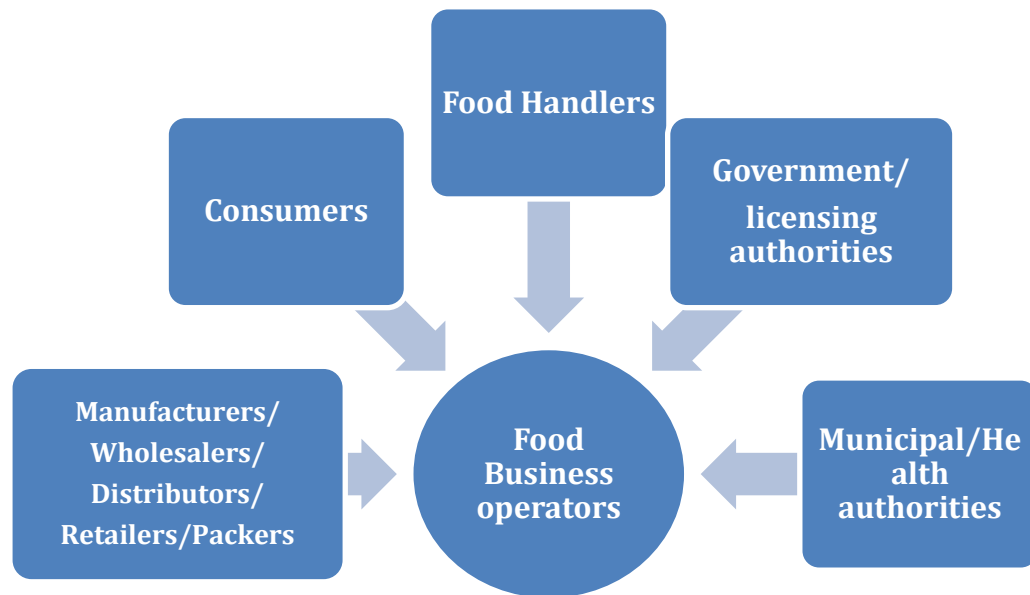 Food Handlers
Consumers
Government/
licensing
authorities
Manufacturers/
Wholesalers/
Distributors/
Retailers/Packers
Food
Business
operators
Municipal/He
alth
authorities